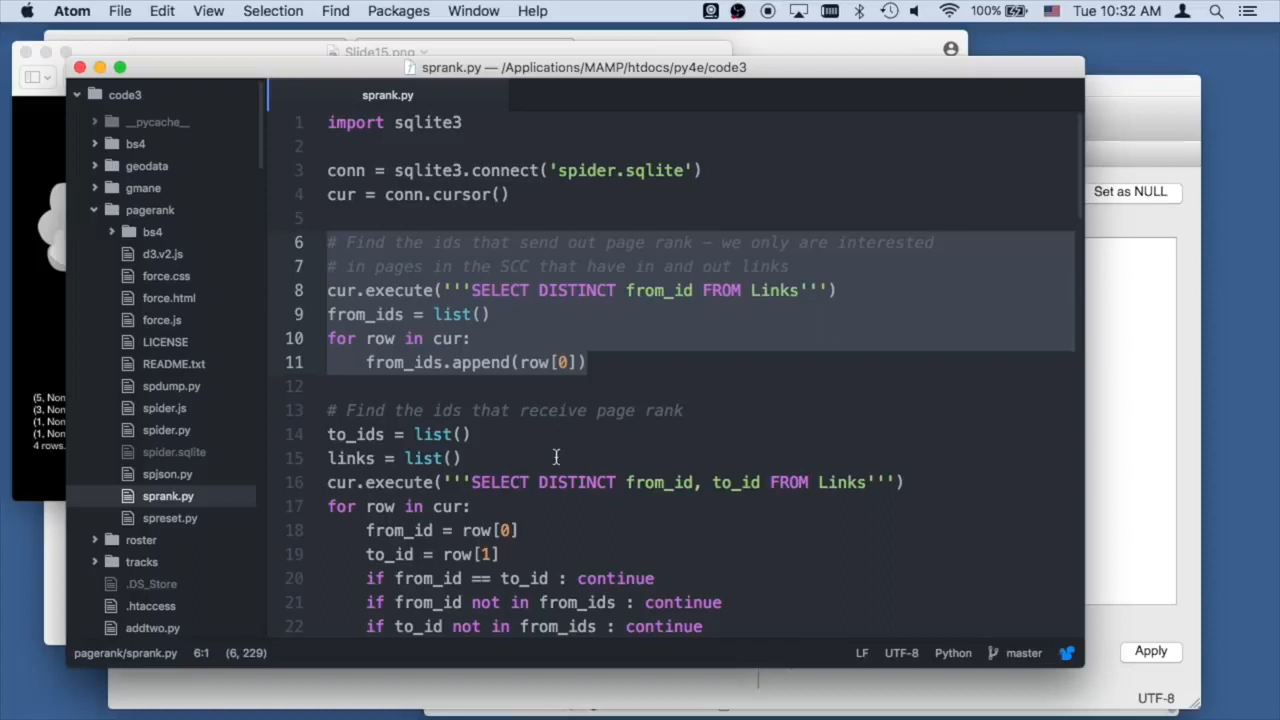 Atom File Edit View Selection Find Packages Window Help 100% Tue 10:32 AM
Slide15.png
sprank.py — /Applications/MAMP/htdocs/py4e/code3
code3
__pycache__
bs4
geodata
gmane
pagerank
bs4
d3.v2.js
force.css
force.html
force.js
LICENSE
README.txt
spdump.py
spider.js
spider.py
spider.sqlite
spjson.py
sprank.py
spreset.py
roster
tracks
.DS_Store
.htaccess
addtwo.py
sprank.py
1 import sqlite3
2
3 conn = sqlite3.connect('spider.sqlite')
4 cur = conn.cursor()
5
6 # Find the ids that send out page rank – we only are interested
7 # in pages in the SCC that have in and out links
8 cur.execute('''SELECT DISTINCT from_id FROM Links''')
9 from_ids = list()
10 for row in cur:
11 from_ids.append(row[0])
12
13 # Find the ids that receive page rank
14 to_ids = list()
15 links = list()
16 cur.execute('''SELECT DISTINCT from_id, to_id FROM Links''')
17 for row in cur:
18 from_id = row[0]
19 to_id = row[1]
20 if from_id == to_id : continue
21 if from_id not in from_ids : continue
22 if to_id not in from_ids : continue
pagerank/sprank.py 6:1 (6, 229) LF UTF-8 Python master
(5, Non
(3, Non
(1, Non
(1, Non
4 rows.
Set as NULL
Apply
UTF-8